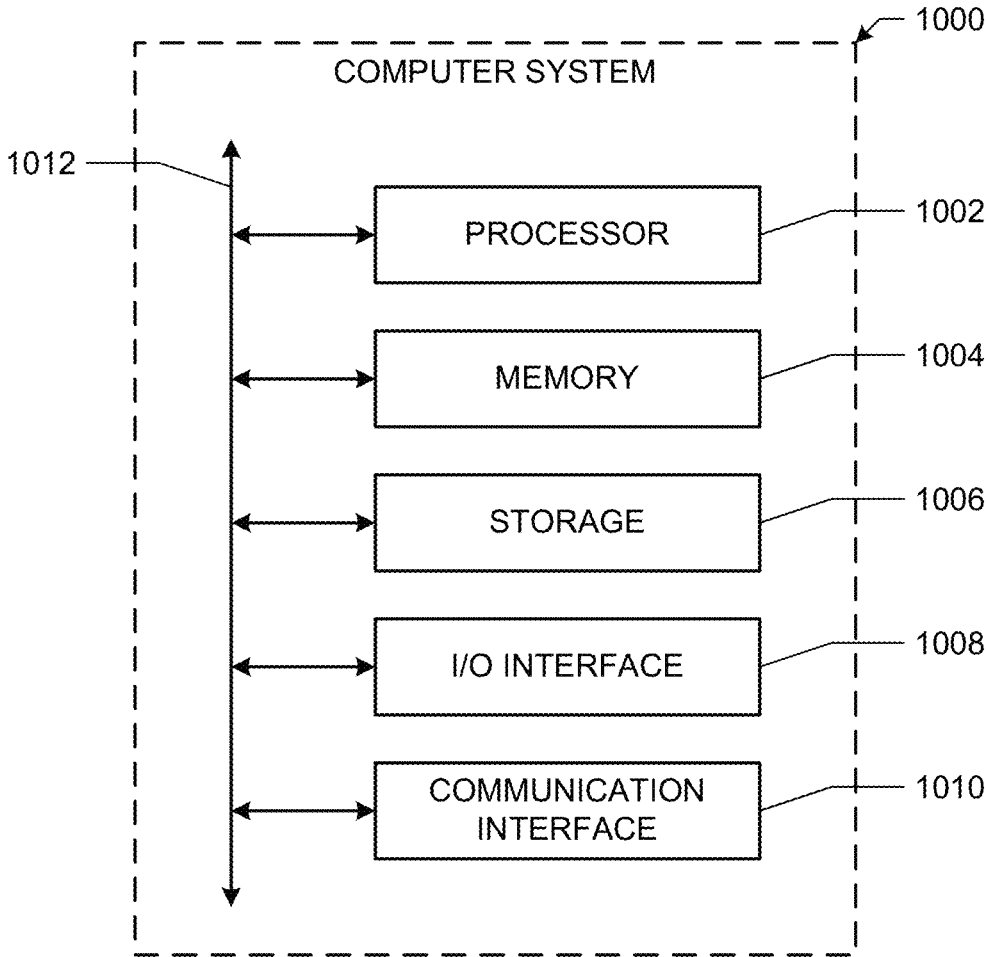 1000
COMPUTER SYSTEM
1012
PROCESSOR
1002
MEMORY
1004
STORAGE
1006
I/O INTERFACE
1008
COMMUNICATION
INTERFACE
1010